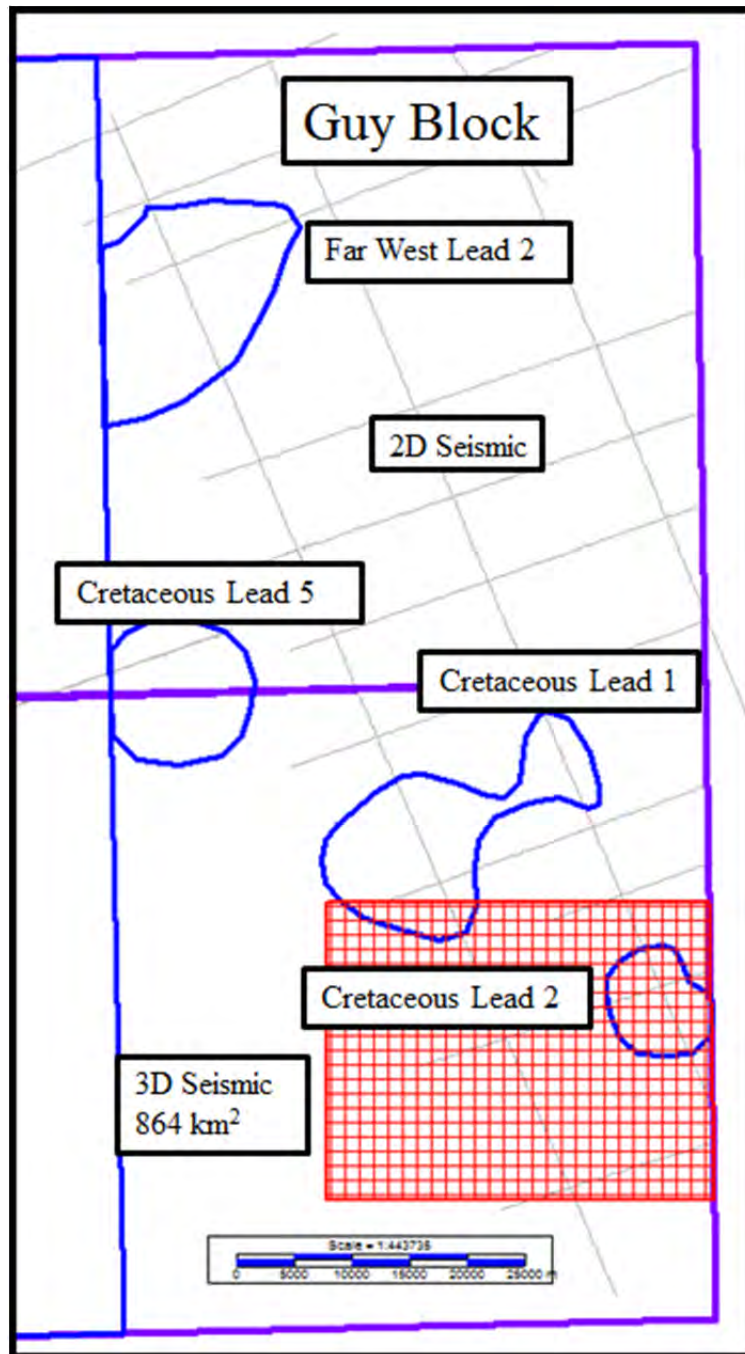 Guy Block
Far West Lead 2
2D Seismic
Cretaceous Lead 5
Cretaceous Lead 1
Cretaceous Lead 2
3D Seismic
864 km²
Scale = 1:443735
0 5000 10000 15000 20000 25000 m